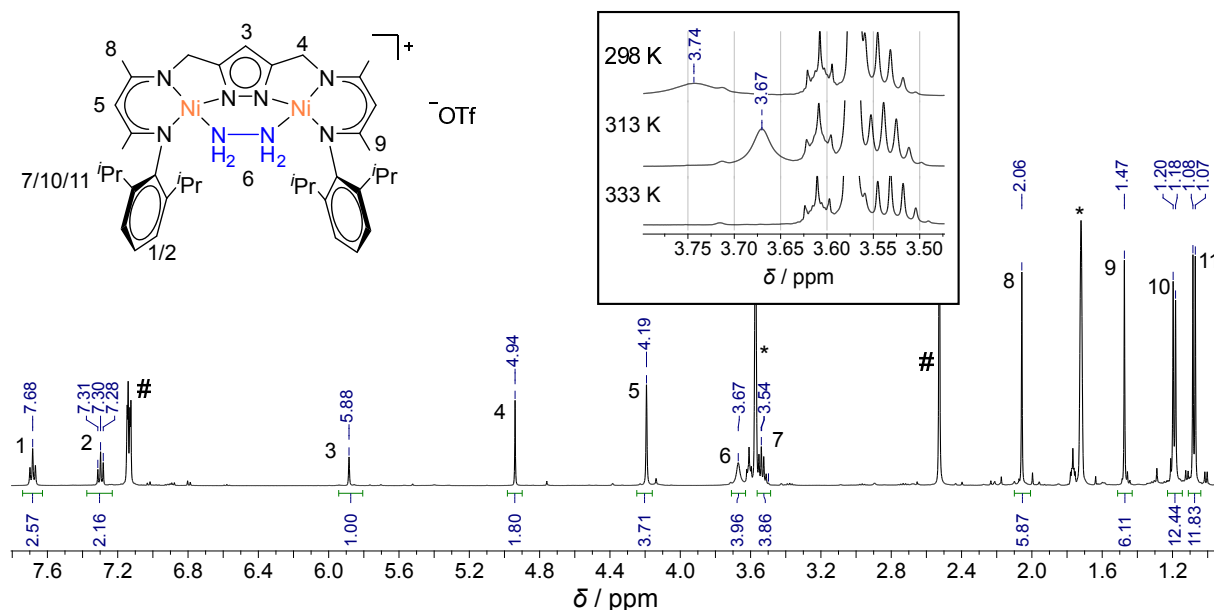 3
8
4
]+
N
N
5
Ni
N
N
Ni
⁻OTf
N
N
N
N
9
H₂
H₂
7/10/11
ⁱPr
ⁱPr
6
ⁱPr
ⁱPr
1/2
298 K
3.74
3.67
313 K
333 K
3.75 3.70 3.65 3.60 3.55 3.50
δ / ppm
7.68
7.31
7.30
7.28
5.88
4.94
4.19
3.67
3.54
2.06
1.47
1.20
1.18
1.08
1.07
1
2
#
3
4
5
6
*
7
#
8
*
9
10
11
2.57
2.16
1.00
1.80
3.71
3.96
3.86
5.87
6.11
12.44
11.83
7.6 7.2 6.8 6.4 6.0 5.6 5.2 4.8 4.4 4.0 3.6 3.2 2.8 2.4 2.0 1.6 1.2
δ / ppm